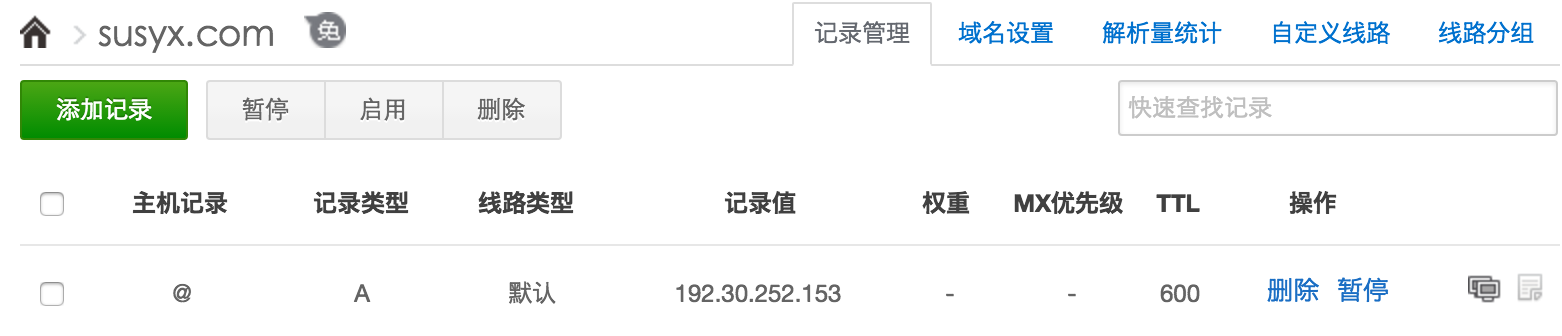 susyx.com 免 记录管理 域名设置 解析量统计 自定义线路 线路分组
添加记录 暂停 启用 删除 快速查找记录
主机记录 记录类型 线路类型 记录值 权重 MX优先级 TTL 操作
@ A 默认 192.30.252.153 - - 600 删除 暂停